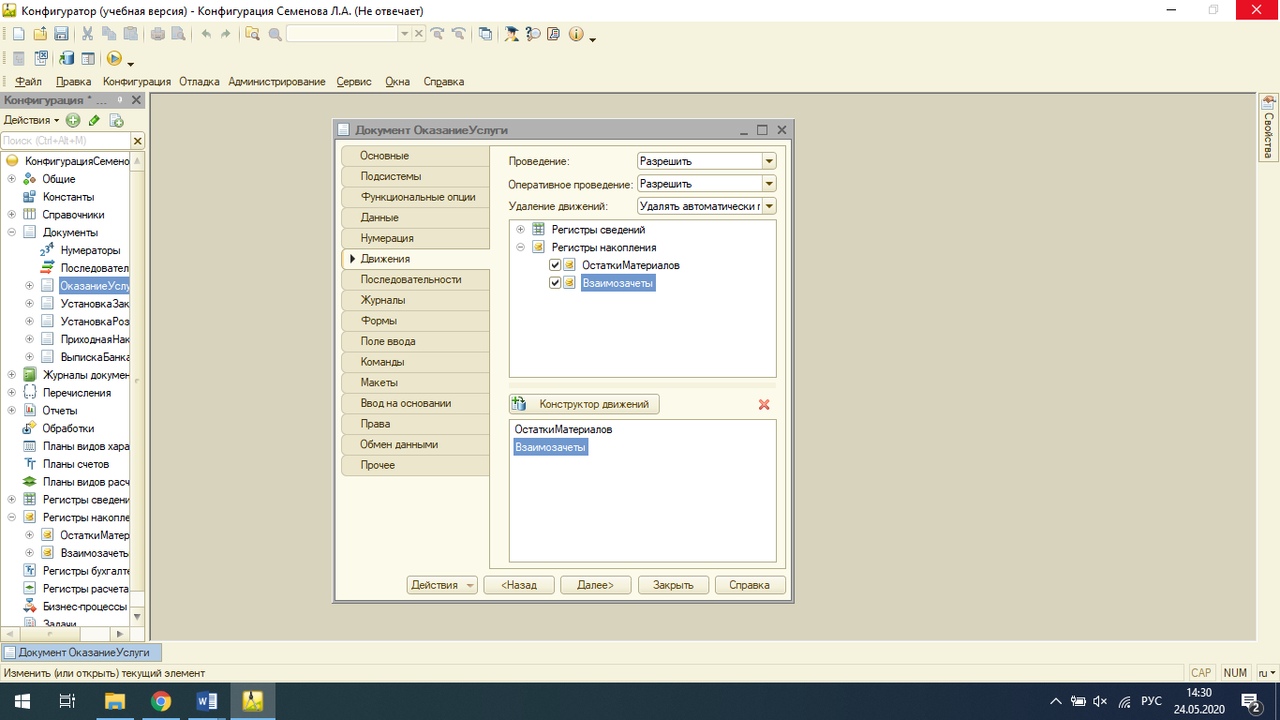 Конфигуратор (учебная версия) - Конфигурация Семенова Л.А. (Не отвечает)
Файл Правка Конфигурация Отладка Администрирование Сервис Окна Справка
Конфигурация * ...
Действия
Поиск (Ctrl+Alt+M)
КонфигурацияСемено
Общие
Константы
Справочники
Документы
Нумераторы
Последовател
ОказаниеУслу
УстановкаЗак
УстановкаРоз
ПриходнаяНак
ВыпискаБанка
Журналы докумен
Перечисления
Отчеты
Обработки
Планы видов хара
Планы счетов
Планы видов расч
Регистры сведени
Регистры накопле
ОстаткиМатер
Взаимозачеть
Регистры бухгалте
Регистры расчета
Бизнес-процессы
Задачи
Документ ОказаниеУслуги
Основные
Подсистемы
Функциональные опции
Данные
Нумерация
Движения
Последовательности
Журналы
Формы
Поле ввода
Команды
Макеты
Ввод на основании
Права
Обмен данными
Прочее
Проведение: Разрешить
Оперативное проведение: Разрешить
Удаление движений: Удалять автоматически г
Регистры сведений
Регистры накопления
ОстаткиМатериалов
Взаимозачеты
Конструктор движений
ОстаткиМатериалов
Взаимозачеты
Действия <Назад Далее> Закрыть Справка
Свойства
Документ ОказаниеУслуги
Изменить (или открыть) текущий элемент
CAP NUM ru
РУС
14:30
24.05.2020
2